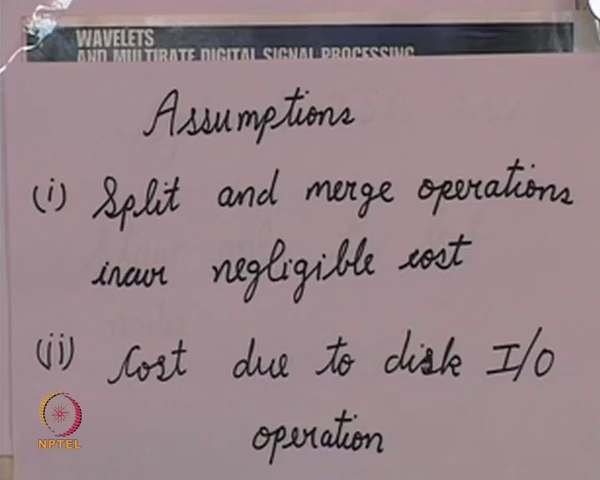 WAVELETS
AND MULTIRATE DIGITAL SIGNAL PROCESSING
Assumptions
(i) Split and merge operations
incur negligible cost
(ii) Cost due to disk I/O
operation
NPTEL